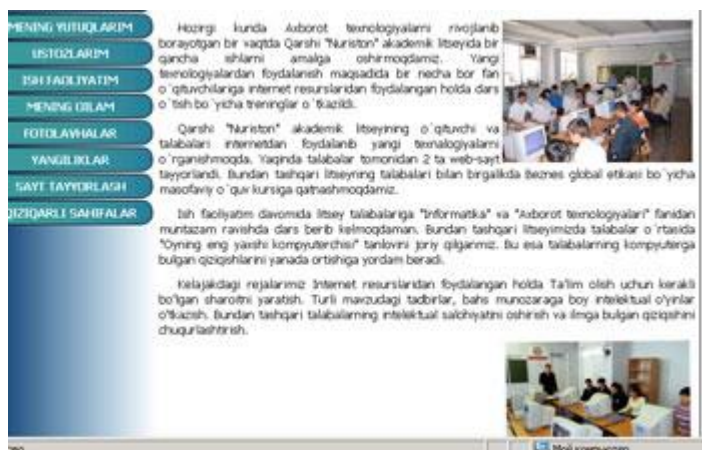 MENING YUTUQLARIM
USTOZLARIM
ISH FAOLIYATIM
MENING OILAM
FOTOLAVHALAR
YANGILIKLAR
SAYT TAYYORLASH
QIZIQARLI SAHIFALAR
Hozirgi kunda Axborot texnologiyalarni rivojlanib
borayotgan bir vaqtda Qarshi "Nuriston" akademik litseyida bir
qancha ishlarni amalga oshirmoqdamiz. Yangi
texnologiyalardan foydalanish maqsadida bir necha bor fan
o`qituvchilariga internet resurslaridan foydalangan holda dars
o`tish bo`yicha treninglar o`tkazildi.
Qarshi "Nuriston" akademik litseyining o`qituvchi va
talabalari internetdan foydalanib yangi texnalogiyalarni
o`rganishmoqda. Yaqinda talabalar tomonidan 2 ta web-sayt
tayyorlandi. Bundan tashqari litseyning talabalari bilan birgalikda Beznes global etikasi bo`yicha
masofaviy o`quv kursiga qatnashmoqdamiz.
Ish faoliyatim davomida litsey talabalariga "Informatika" va "Axborot texnologiyalari" fanidan
muntazam ravishda dars berib kelmoqdaman. Bundan tashqari litseyimizda talabalar o`rtasida
"Oyning eng yaxshi kompyuterchisi" tanlovini joriy qilganmiz. Bu esa talabalarning kompyuterga
bulgan qiziqishlarini yanada ortishiga yordam beradi.
Kelajakdagi rejalarimiz Internet resurslaridan foydalangan holda Ta'lim olish uchun kerakli
bo'lgan sharoitni yaratish. Turli mavzudagi tadbirlar, bahs munozaraga boy intelektual o'yinlar
o'tkazish. Bundan tashqari talabalarning intelektual salohiyatini oshirish va ilmga bulgan qiziqishni
chuqurlashtirish.
Мой компьютер